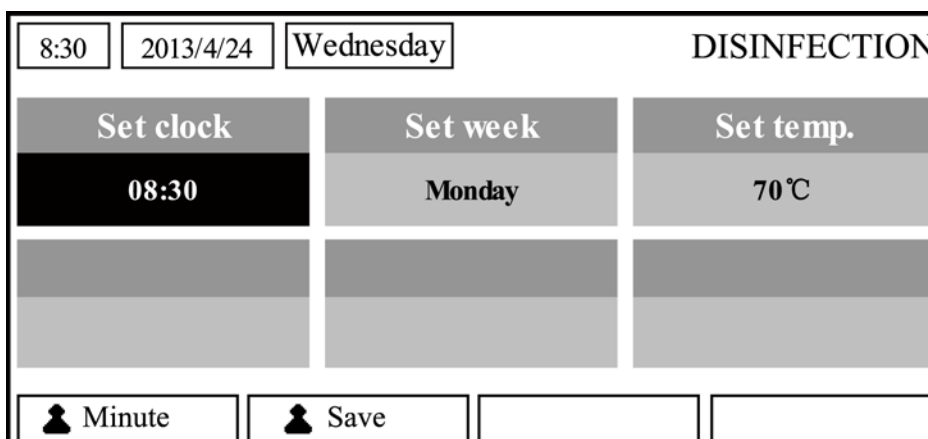 8:30 2013/4/24 Wednesday DISINFECTION
Set clock Set week Set temp.
08:30 Monday 70℃
Minute Save